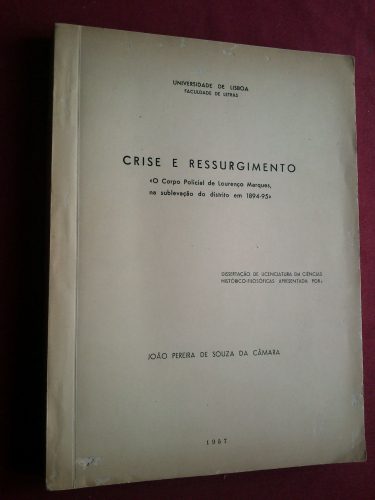 UNIVERSIDADE DE LISBOA
FACULDADE DE LETRAS
CRISE E RESSURGIMENTO
«O Corpo Policial de Lourenço Marques,
na sublevação do distrito em 1894-95»
DISSERTAÇÃO DE LICENCIATURA EM CIÊNCIAS
HISTÓRICO-FILOSÓFICAS APRESENTADA POR:
JOÃO PEREIRA DE SOUZA DA CÂMARA
1967